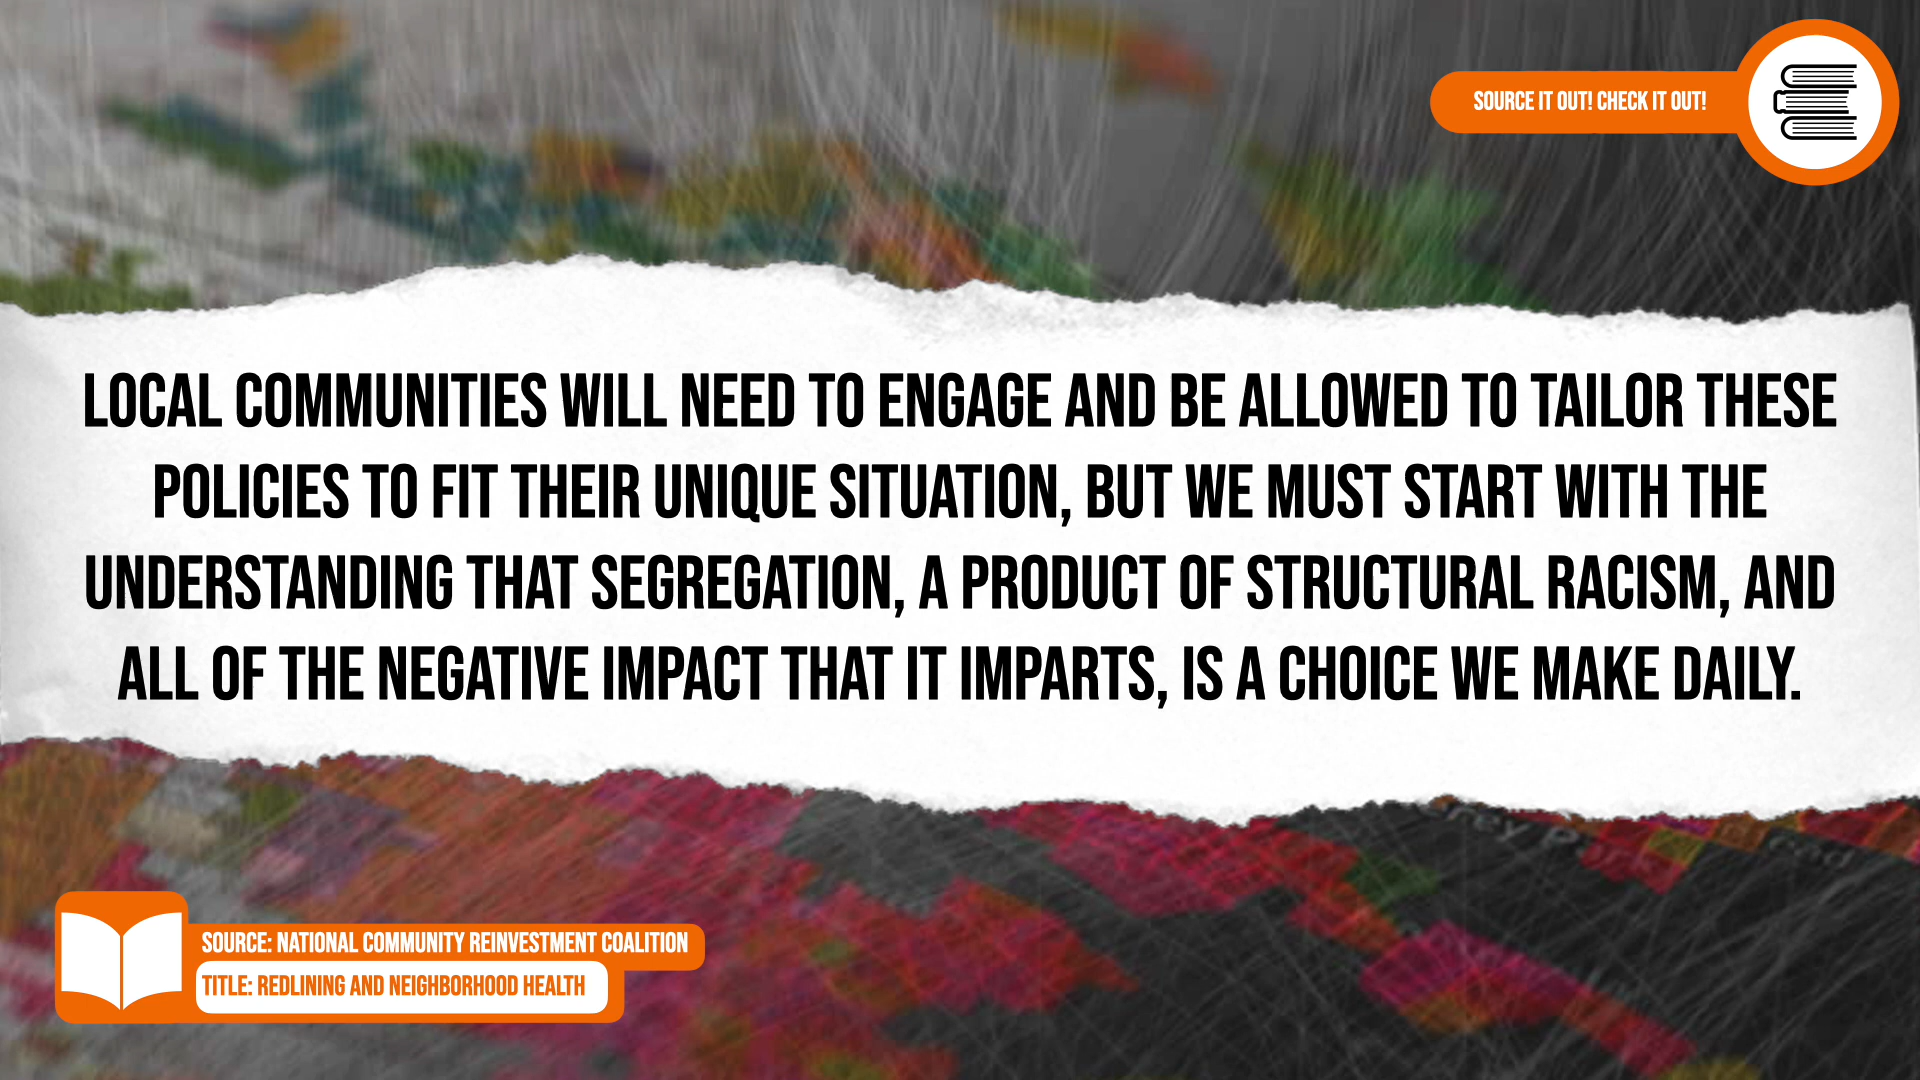 SOURCE IT OUT! CHECK IT OUT!
LOCAL COMMUNITIES WILL NEED TO ENGAGE AND BE ALLOWED TO TAILOR THESE
POLICIES TO FIT THEIR UNIQUE SITUATION, BUT WE MUST START WITH THE
UNDERSTANDING THAT SEGREGATION, A PRODUCT OF STRUCTURAL RACISM, AND
ALL OF THE NEGATIVE IMPACT THAT IT IMPARTS, IS A CHOICE WE MAKE DAILY.
SOURCE: NATIONAL COMMUNITY REINVESTMENT COALITION
TITLE: REDLINING AND NEIGHBORHOOD HEALTH